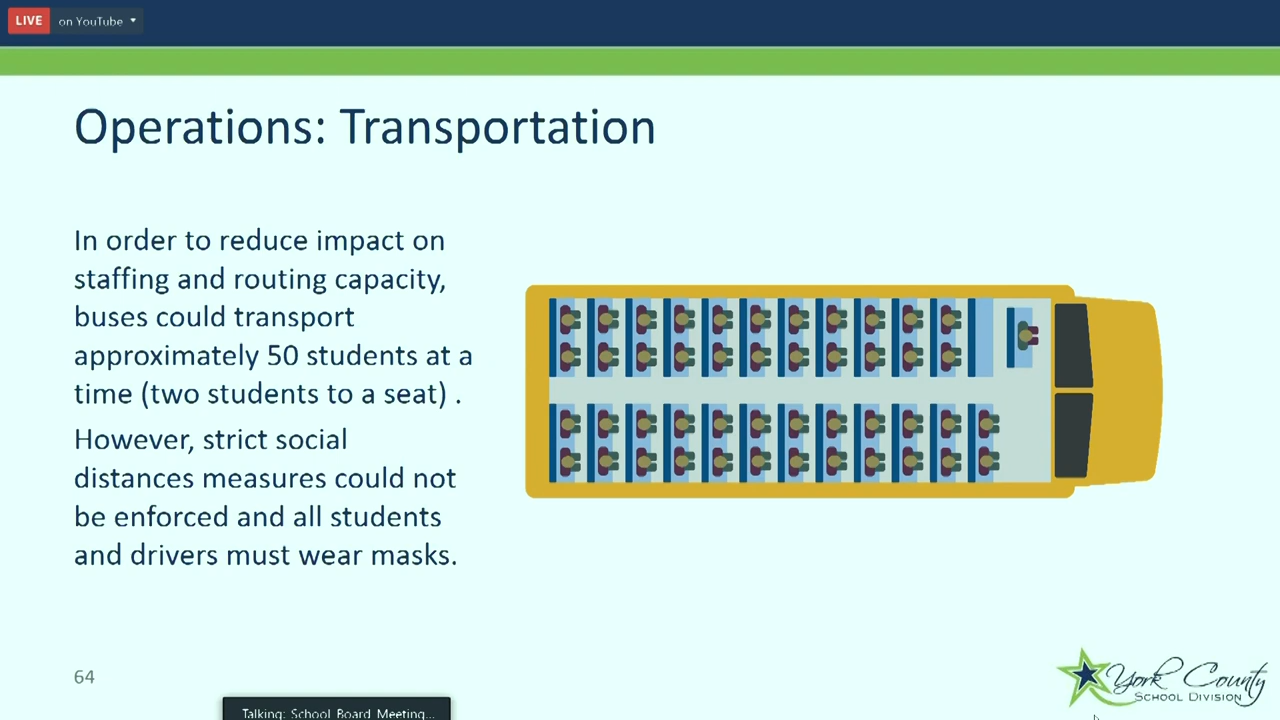 LIVE on YouTube
Operations: Transportation
In order to reduce impact on
staffing and routing capacity,
buses could transport
approximately 50 students at a
time (two students to a seat) .
However, strict social
distances measures could not
be enforced and all students
and drivers must wear masks.
64
York County
SCHOOL DIVISION
Talking: School Board Meeting...